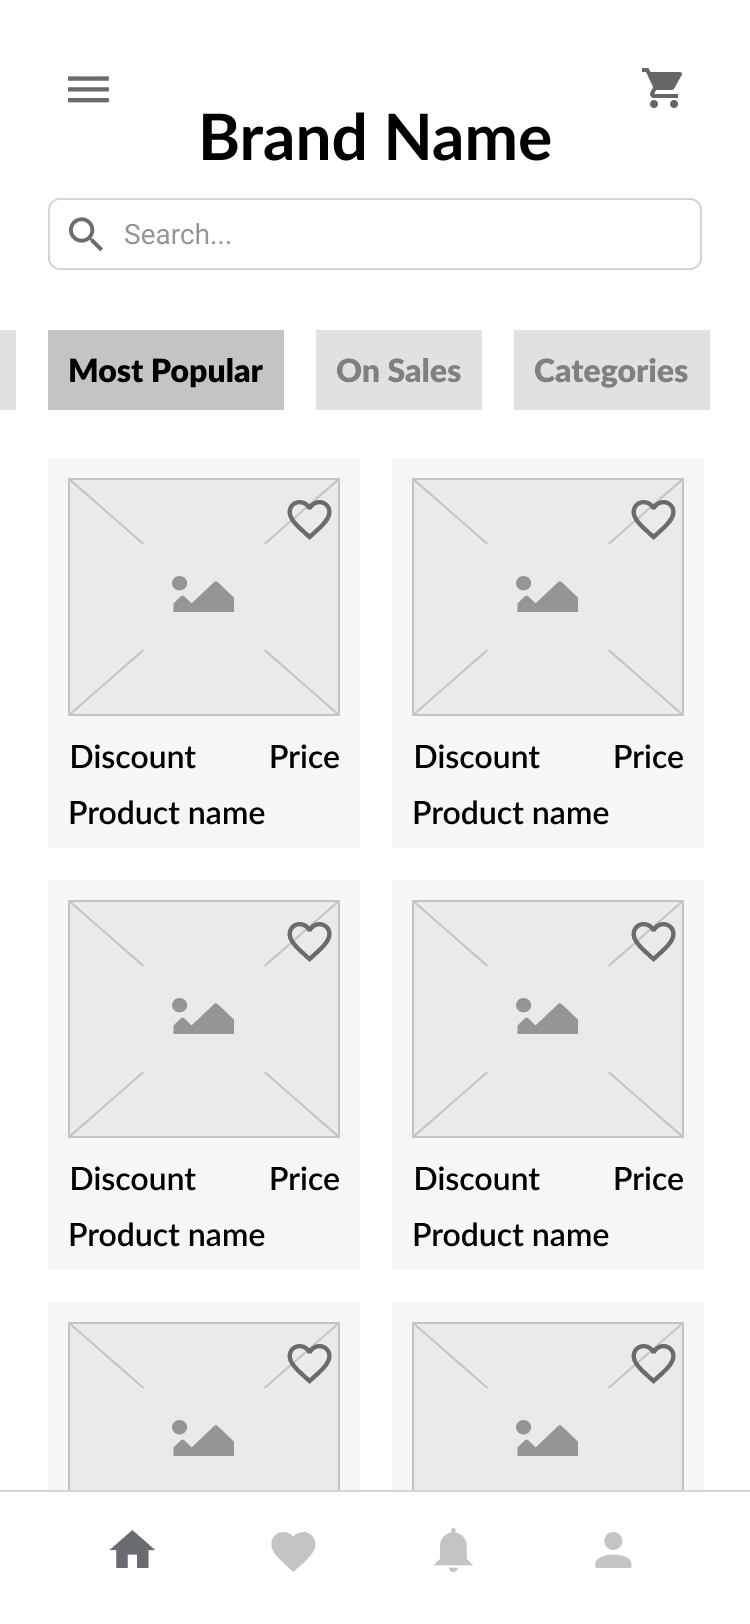 Brand Name
Search...
Most Popular On Sales Categories
Discount Price Discount Price
Product name Product name
Discount Price Discount Price
Product name Product name